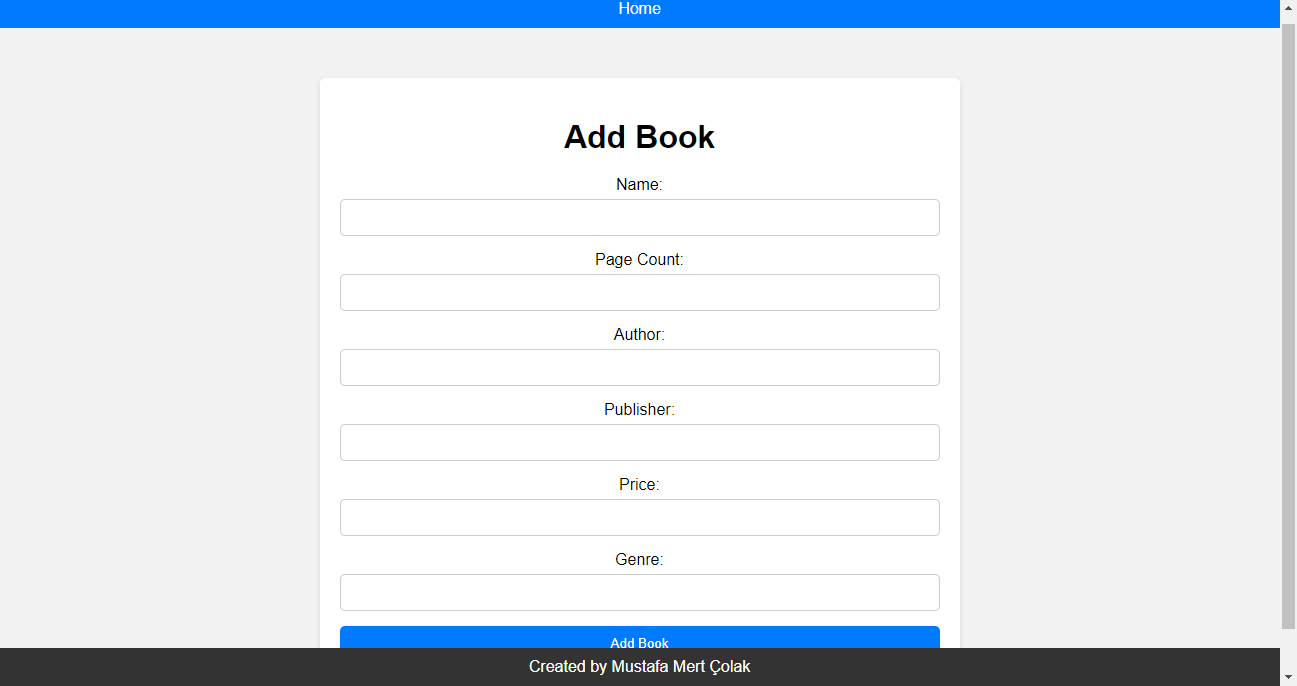 Home
Add Book
Name:
Page Count:
Author:
Publisher:
Price:
Genre:
Add Book
Created by Mustafa Mert Çolak